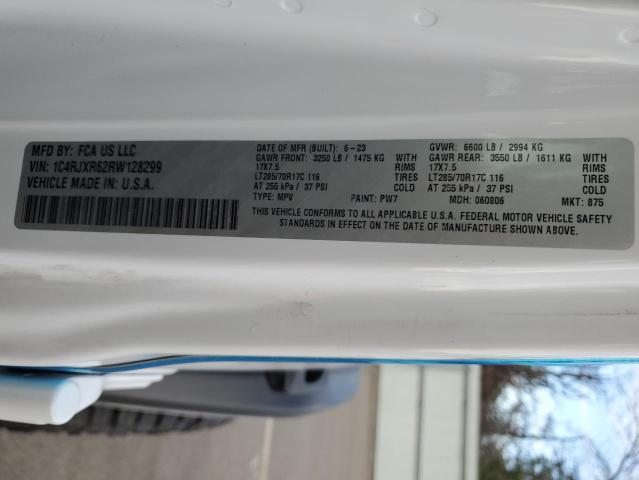 MFD BY: FCA US LLC
VIN: 1C4RJXR62RW128299
VEHICLE MADE IN: U.S.A.
DATE OF MFR (BUILT): 6-23 GVWR: 6600 LB / 2994 KG
GAWR FRONT: 3250 LB / 1475 KG WITH GAWR REAR: 3550 LB / 1611 KG WITH
17X7.5 RIMS 17X7.5 RIMS
LT285/70R17C 116 TIRES LT285/70R17C 116 TIRES
AT 255 kPa / 37 PSI COLD AT 255 kPa / 37 PSI COLD
TYPE: MPV PAINT: PW7 MDH: 060806 MKT: 875
THIS VEHICLE CONFORMS TO ALL APPLICABLE U.S.A. FEDERAL MOTOR VEHICLE SAFETY
STANDARDS IN EFFECT ON THE DATE OF MANUFACTURE SHOWN ABOVE.